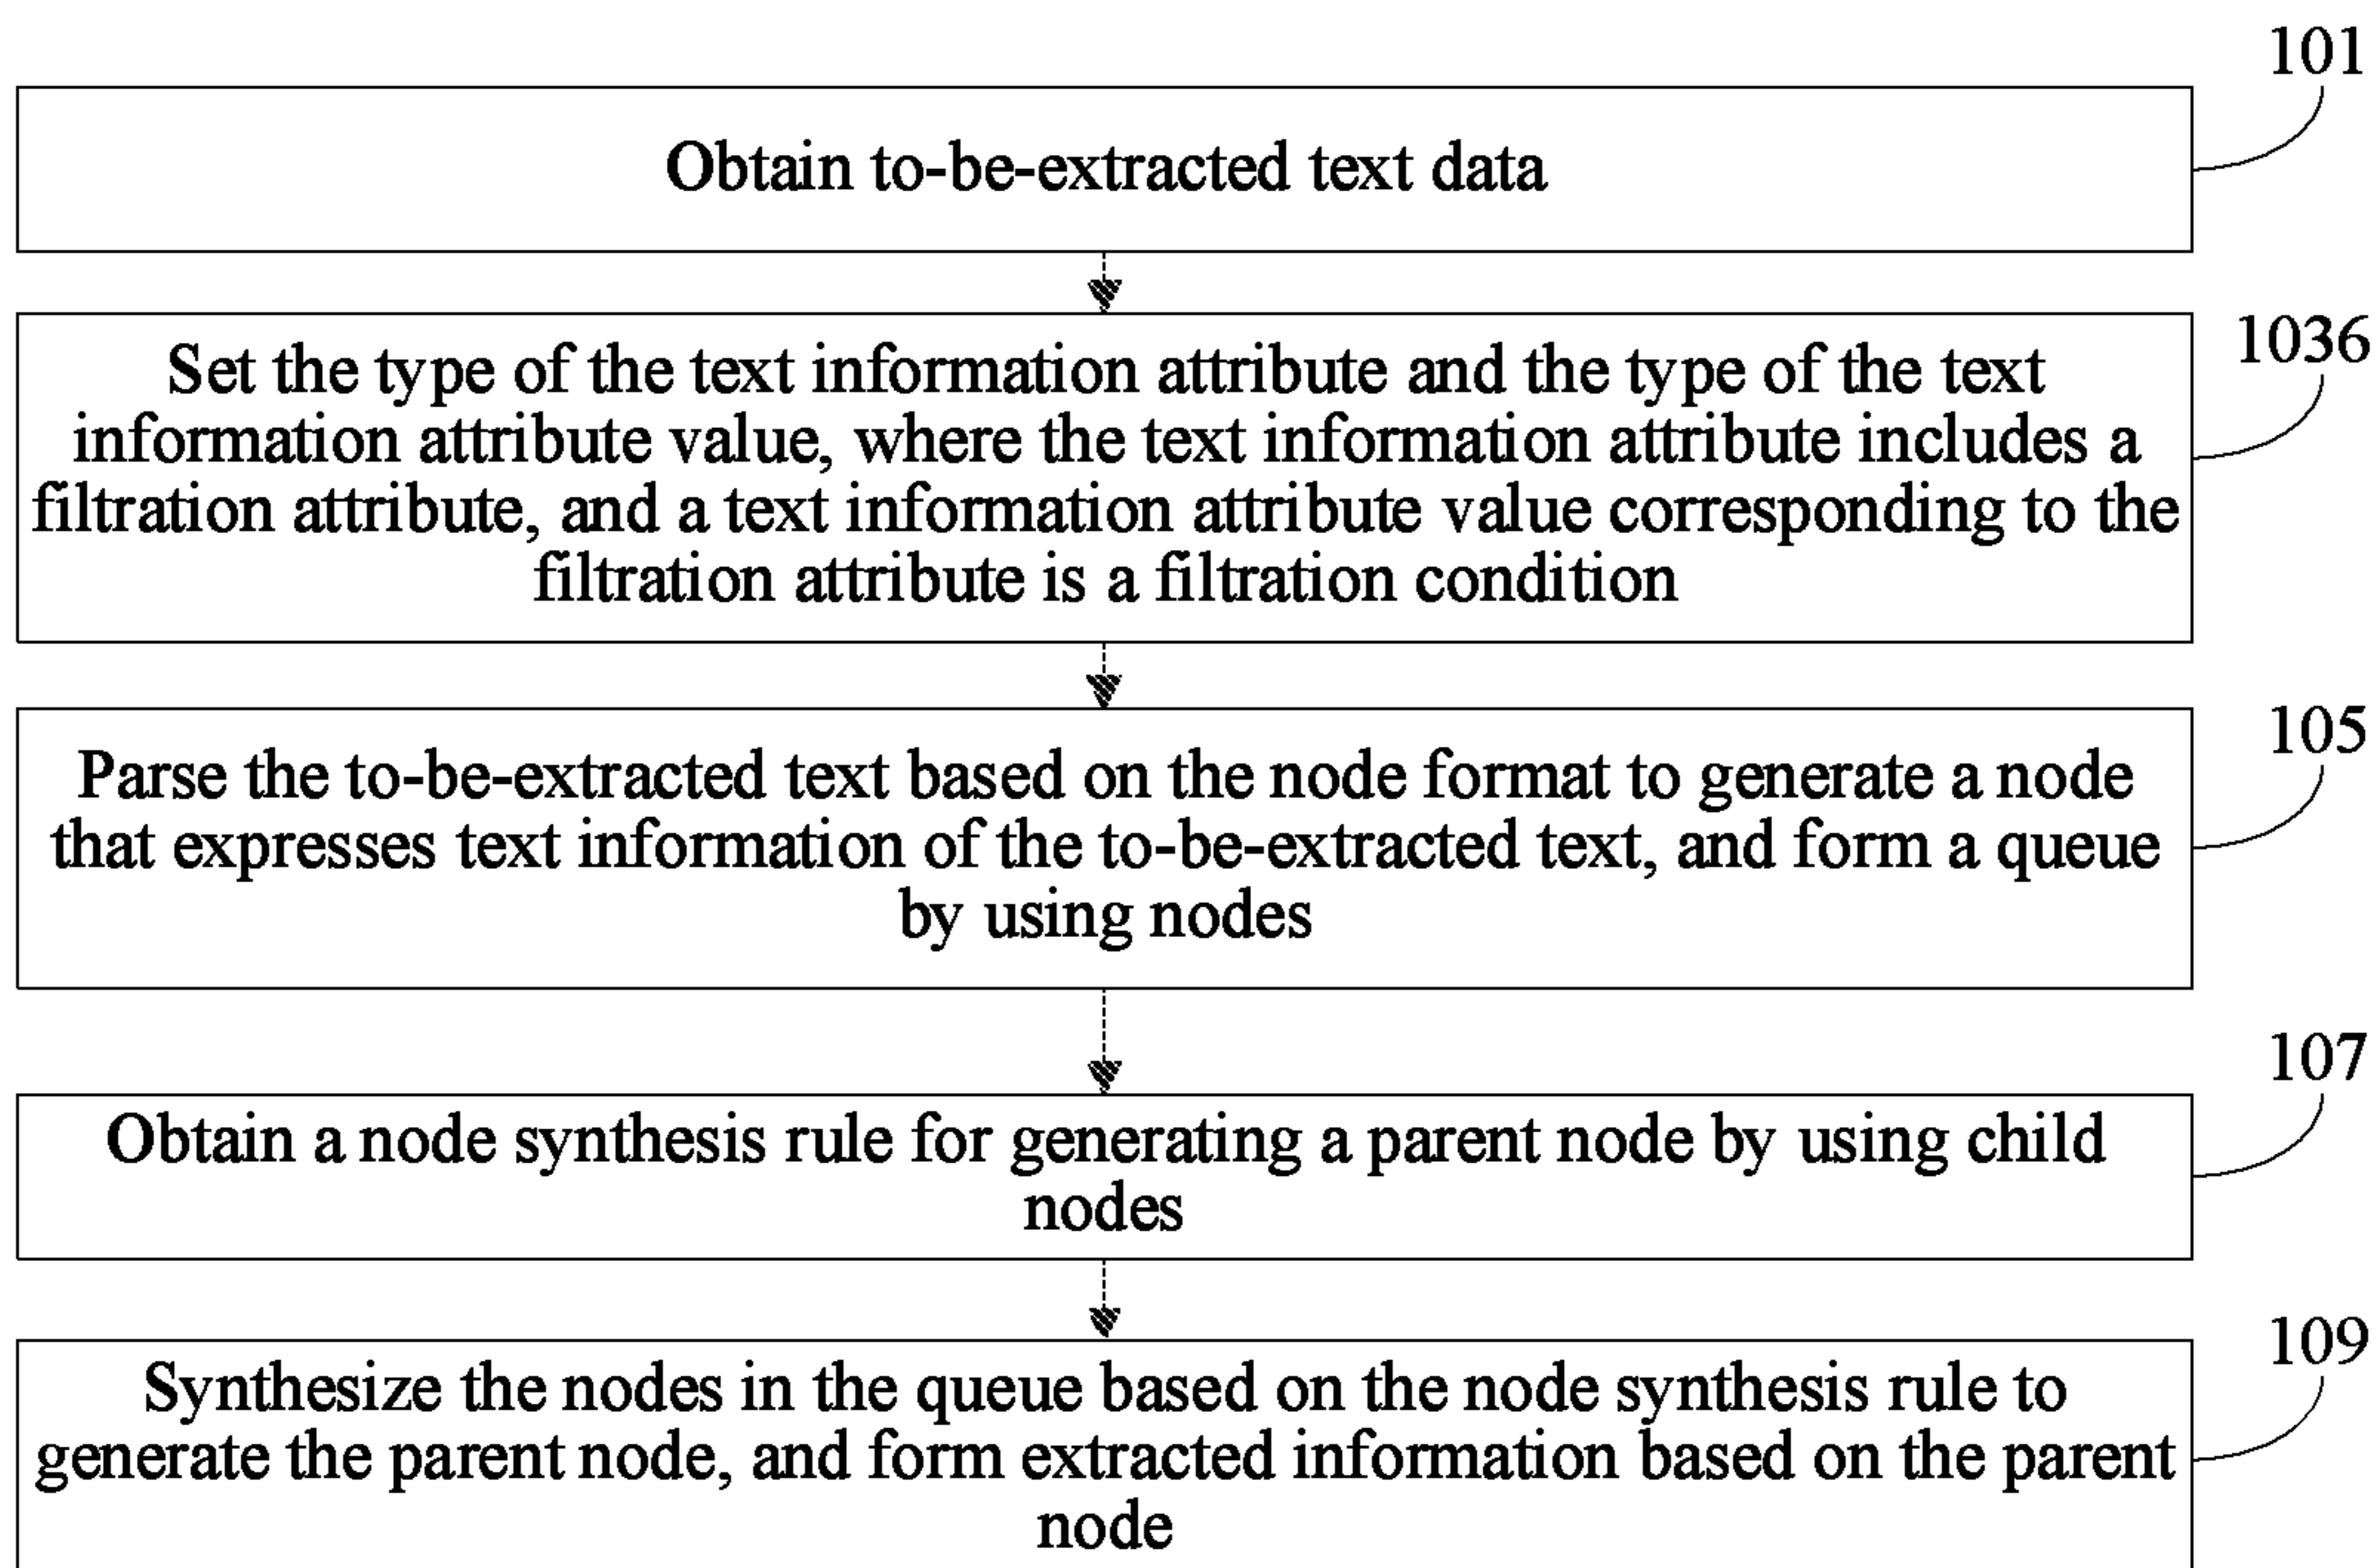 101
Obtain to-be-extracted text data
1036
Set the type of the text information attribute and the type of the text
information attribute value, where the text information attribute includes a
filtration attribute, and a text information attribute value corresponding to the
filtration attribute is a filtration condition
105
Parse the to-be-extracted text based on the node format to generate a node
that expresses text information of the to-be-extracted text, and form a queue
by using nodes
107
Obtain a node synthesis rule for generating a parent node by using child
nodes
109
Synthesize the nodes in the queue based on the node synthesis rule to
generate the parent node, and form extracted information based on the parent
node